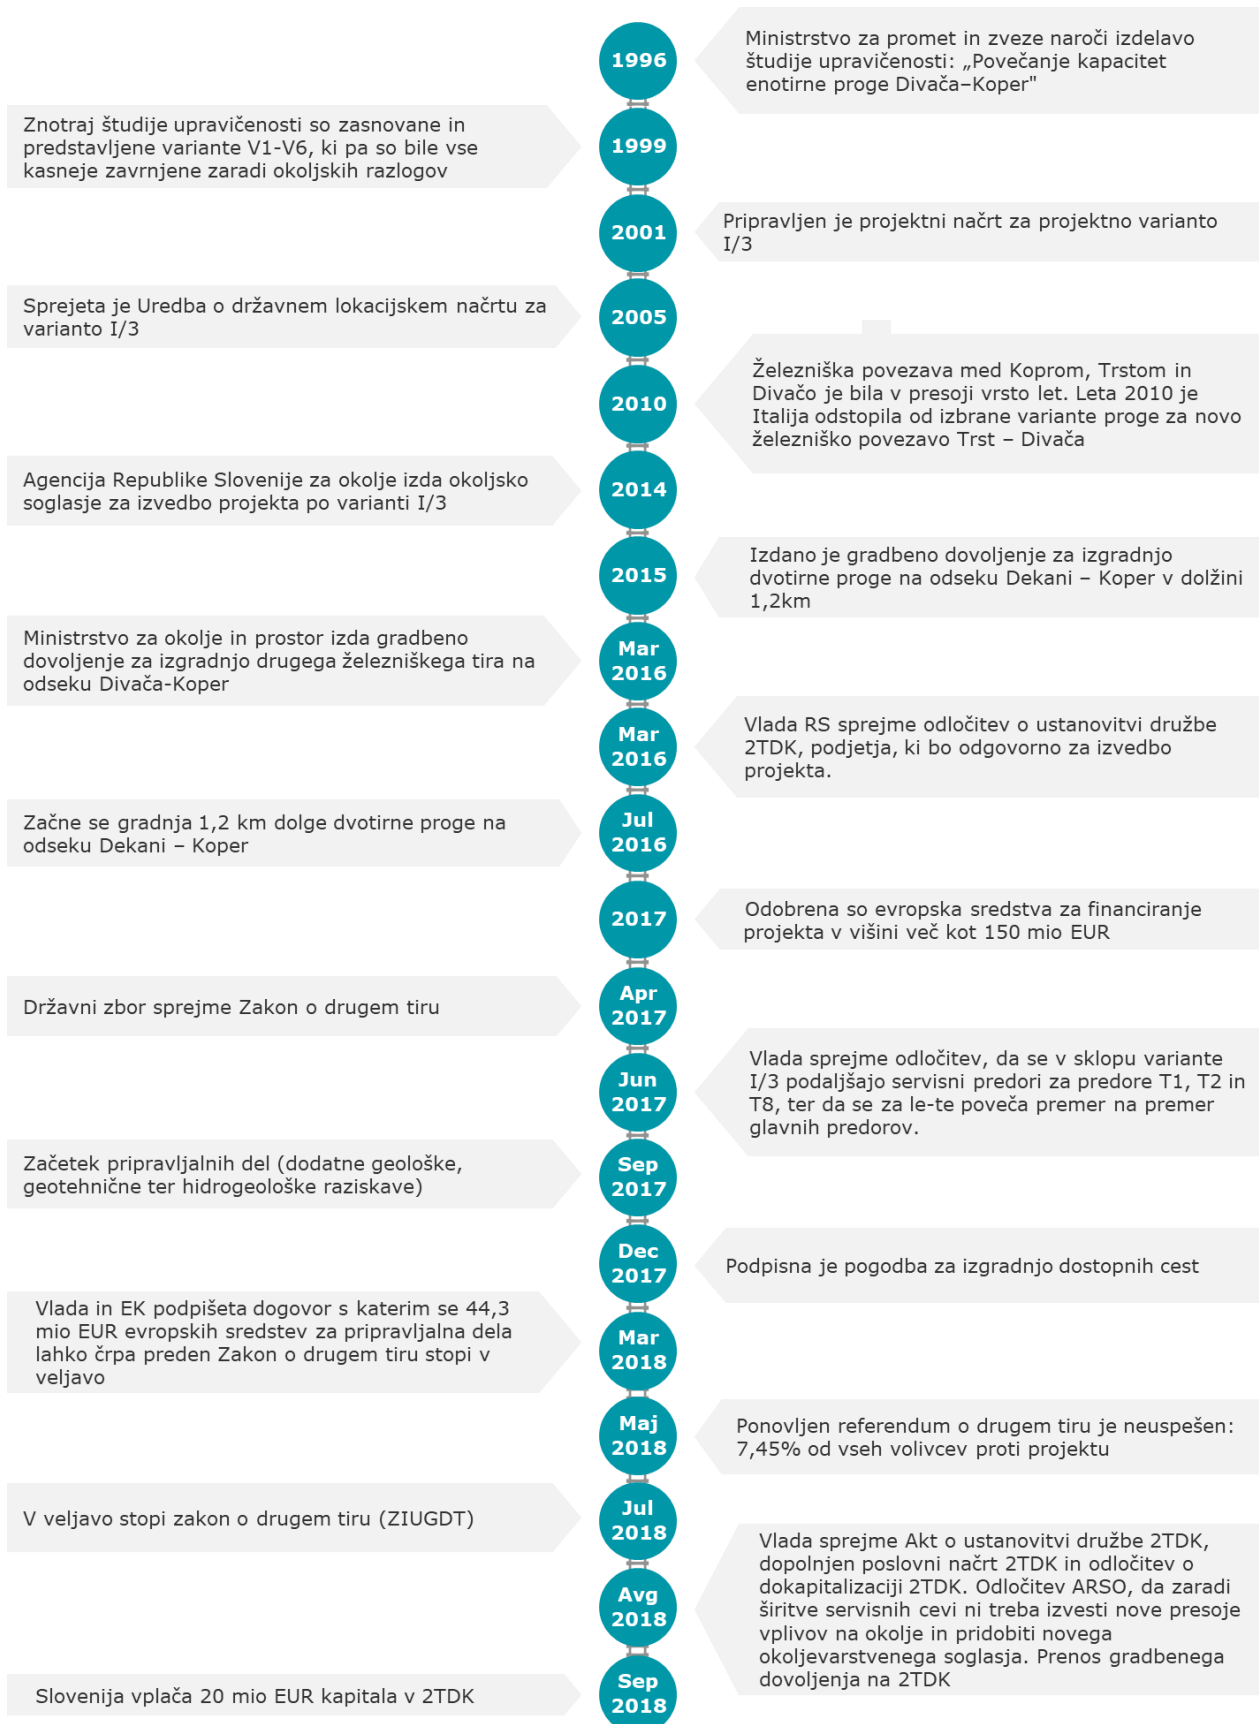 1996
Ministrstvo za promet in zveze naroči izdelavo
študije upravičenosti: „Povečanje kapacitet
enotirne proge Divača–Koper"
Znotraj študije upravičenosti so zasnovane in
predstavljene variante V1-V6, ki pa so bile vse
kasneje zavrnjene zaradi okoljskih razlogov
1999
2001
Pripravljen je projektni načrt za projektno varianto
I/3
Sprejeta je Uredba o državnem lokacijskem načrtu za
varianto I/3
2005
2010
Železniška povezava med Koprom, Trstom in
Divačo je bila v presoji vrsto let. Leta 2010 je
Italija odstopila od izbrane variante proge za novo
železniško povezavo Trst – Divača
Agencija Republike Slovenije za okolje izda okoljsko
soglasje za izvedbo projekta po varianti I/3
2014
2015
Izdano je gradbeno dovoljenje za izgradnjo
dvotirne proge na odseku Dekani – Koper v dolžini
1,2km
Ministrstvo za okolje in prostor izda gradbeno
dovoljenje za izgradnjo drugega železniškega tira na
odseku Divača-Koper
Mar
2016
Mar
2016
Vlada RS sprejme odločitev o ustanovitvi družbe
2TDK, podjetja, ki bo odgovorno za izvedbo
projekta.
Začne se gradnja 1,2 km dolge dvotirne proge na
odseku Dekani – Koper
Jul
2016
2017
Odobrena so evropska sredstva za financiranje
projekta v višini več kot 150 mio EUR
Državni zbor sprejme Zakon o drugem tiru
Apr
2017
Jun
2017
Vlada sprejme odločitev, da se v sklopu variante
I/3 podaljšajo servisni predori za predore T1, T2 in
T8, ter da se za le-te poveča premer na premer
glavnih predorov.
Začetek pripravljalnih del (dodatne geološke,
geotehnične ter hidrogeološke raziskave)
Sep
2017
Dec
2017
Podpisna je pogodba za izgradnjo dostopnih cest
Vlada in EK podpišeta dogovor s katerim se 44,3
mio EUR evropskih sredstev za pripravljalna dela
lahko črpa preden Zakon o drugem tiru stopi v
veljavo
Mar
2018
Maj
2018
Ponovljen referendum o drugem tiru je neuspešen:
7,45% od vseh volivcev proti projektu
V veljavo stopi zakon o drugem tiru (ZIUGDT)
Jul
2018
Avg
2018
Vlada sprejme Akt o ustanovitvi družbe 2TDK,
dopolnjen poslovni načrt 2TDK in odločitev o
dokapitalizaciji 2TDK. Odločitev ARSO, da zaradi
širitve servisnih cevi ni treba izvesti nove presoje
vplivov na okolje in pridobiti novega
okoljevarstvenega soglasja. Prenos gradbenega
dovoljenja na 2TDK
Slovenija vplača 20 mio EUR kapitala v 2TDK
Sep
2018